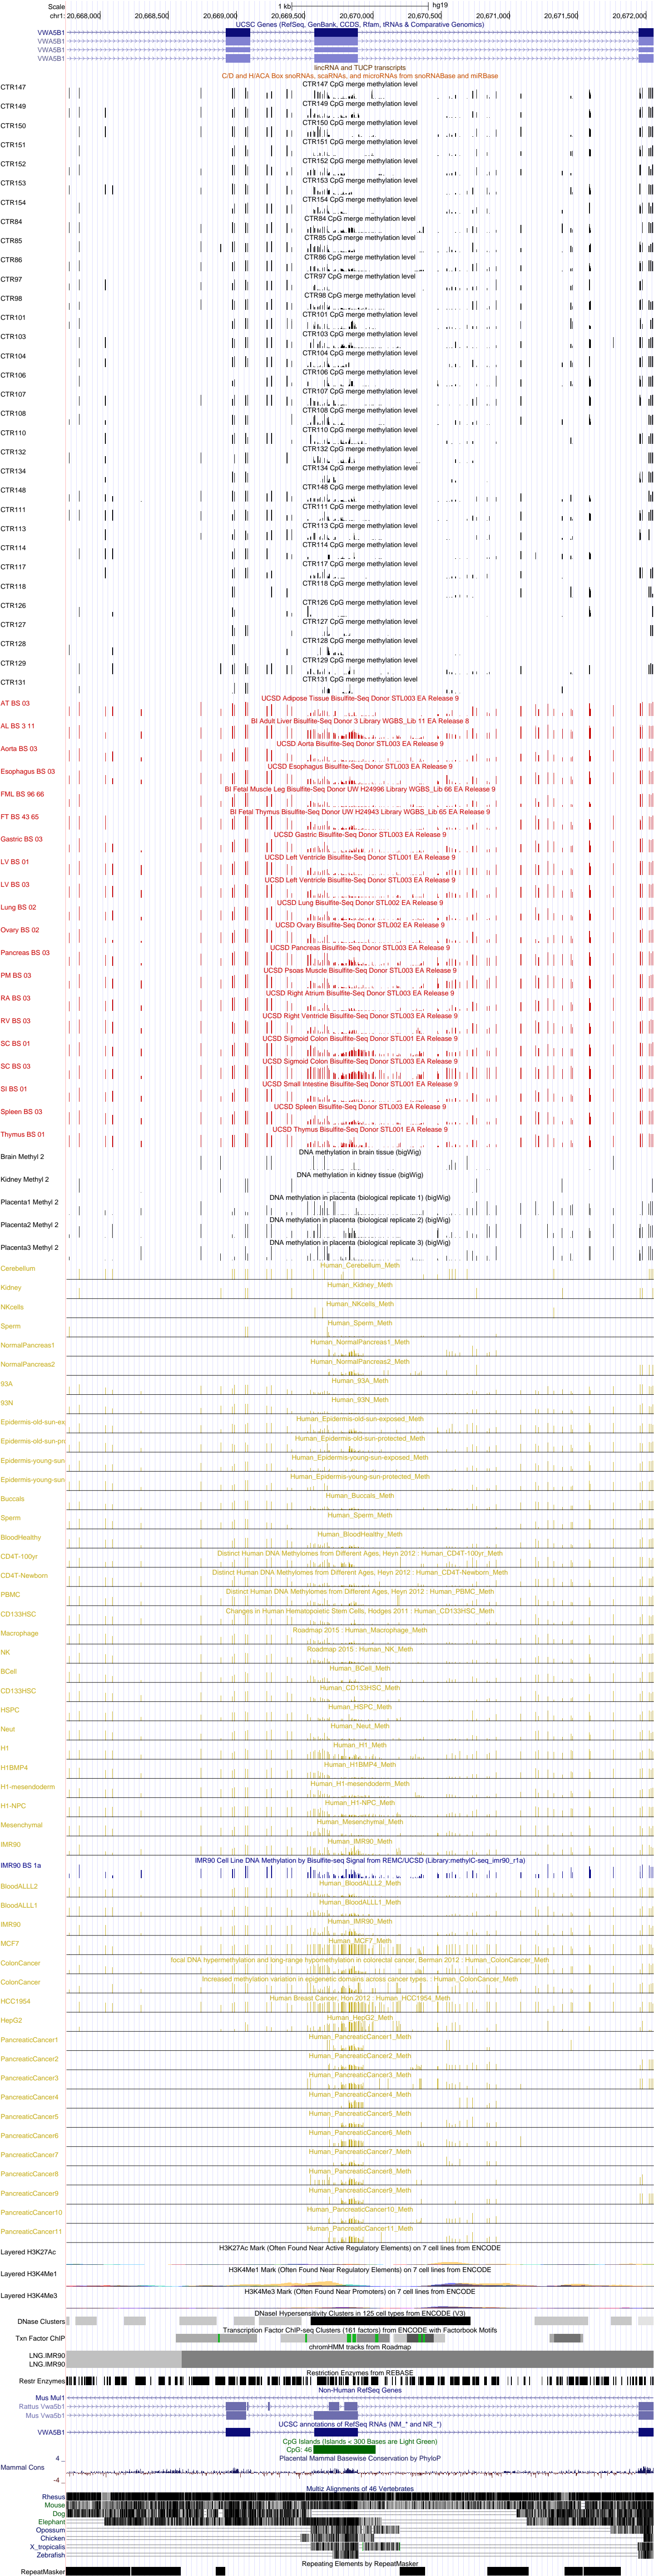 Scale 1 kb hg19
chr1: 20,668,000 20,668,500 20,669,000 20,669,500 20,670,000 20,670,500 20,671,000 20,671,500 20,672,000
UCSC Genes (RefSeq, GenBank, CCDS, Rfam, tRNAs & Comparative Genomics)
VWA5B1
VWA5B1
VWA5B1
VWA5B1
lincRNA and TUCP transcripts
C/D and H/ACA Box snoRNAs, scaRNAs, and microRNAs from snoRNABase and miRBase
CTR147 CpG merge methylation level
CTR147
CTR149 CpG merge methylation level
CTR149
CTR150 CpG merge methylation level
CTR150
CTR151 CpG merge methylation level
CTR151
CTR152 CpG merge methylation level
CTR152
CTR153 CpG merge methylation level
CTR153
CTR154 CpG merge methylation level
CTR154
CTR84 CpG merge methylation level
CTR84
CTR85 CpG merge methylation level
CTR85
CTR86 CpG merge methylation level
CTR86
CTR97 CpG merge methylation level
CTR97
CTR98 CpG merge methylation level
CTR98
CTR101 CpG merge methylation level
CTR101
CTR103 CpG merge methylation level
CTR103
CTR104 CpG merge methylation level
CTR104
CTR106 CpG merge methylation level
CTR106
CTR107 CpG merge methylation level
CTR107
CTR108 CpG merge methylation level
CTR108
CTR110 CpG merge methylation level
CTR110
CTR132 CpG merge methylation level
CTR132
CTR134 CpG merge methylation level
CTR134
CTR148 CpG merge methylation level
CTR148
CTR111 CpG merge methylation level
CTR111
CTR113 CpG merge methylation level
CTR113
CTR114 CpG merge methylation level
CTR114
CTR117 CpG merge methylation level
CTR117
CTR118 CpG merge methylation level
CTR118
CTR126 CpG merge methylation level
CTR126
CTR127 CpG merge methylation level
CTR127
CTR128 CpG merge methylation level
CTR128
CTR129 CpG merge methylation level
CTR129
CTR131 CpG merge methylation level
CTR131
UCSD Adipose Tissue Bisulfite-Seq Donor STL003 EA Release 9
AT BS 03
BI Adult Liver Bisulfite-Seq Donor 3 Library WGBS_Lib 11 EA Release 8
AL BS 3 11
UCSD Aorta Bisulfite-Seq Donor STL003 EA Release 9
Aorta BS 03
UCSD Esophagus Bisulfite-Seq Donor STL003 EA Release 9
Esophagus BS 03
BI Fetal Muscle Leg Bisulfite-Seq Donor UW H24996 Library WGBS_Lib 66 EA Release 9
FML BS 96 66
BI Fetal Thymus Bisulfite-Seq Donor UW H24943 Library WGBS_Lib 65 EA Release 9
FT BS 43 65
UCSD Gastric Bisulfite-Seq Donor STL003 EA Release 9
Gastric BS 03
UCSD Left Ventricle Bisulfite-Seq Donor STL001 EA Release 9
LV BS 01
UCSD Left Ventricle Bisulfite-Seq Donor STL003 EA Release 9
LV BS 03
UCSD Lung Bisulfite-Seq Donor STL002 EA Release 9
Lung BS 02
UCSD Ovary Bisulfite-Seq Donor STL002 EA Release 9
Ovary BS 02
UCSD Pancreas Bisulfite-Seq Donor STL003 EA Release 9
Pancreas BS 03
UCSD Psoas Muscle Bisulfite-Seq Donor STL003 EA Release 9
PM BS 03
UCSD Right Atrium Bisulfite-Seq Donor STL003 EA Release 9
RA BS 03
UCSD Right Ventricle Bisulfite-Seq Donor STL003 EA Release 9
RV BS 03
UCSD Sigmoid Colon Bisulfite-Seq Donor STL001 EA Release 9
SC BS 01
UCSD Sigmoid Colon Bisulfite-Seq Donor STL003 EA Release 9
SC BS 03
UCSD Small Intestine Bisulfite-Seq Donor STL001 EA Release 9
SI BS 01
UCSD Spleen Bisulfite-Seq Donor STL003 EA Release 9
Spleen BS 03
UCSD Thymus Bisulfite-Seq Donor STL001 EA Release 9
Thymus BS 01
DNA methylation in brain tissue (bigWig)
Brain Methyl 2
DNA methylation in kidney tissue (bigWig)
Kidney Methyl 2
DNA methylation in placenta (biological replicate 1) (bigWig)
Placenta1 Methyl 2
DNA methylation in placenta (biological replicate 2) (bigWig)
Placenta2 Methyl 2
DNA methylation in placenta (biological replicate 3) (bigWig)
Placenta3 Methyl 2
Human_Cerebellum_Meth
Cerebellum
Human_Kidney_Meth
Kidney
Human_NKcells_Meth
NKcells
Human_Sperm_Meth
Sperm
Human_NormalPancreas1_Meth
NormalPancreas1
Human_NormalPancreas2_Meth
NormalPancreas2
Human_93A_Meth
93A
Human_93N_Meth
93N
Human_Epidermis-old-sun-exposed_Meth
Epidermis-old-sun-ex
Human_Epidermis-old-sun-protected_Meth
Epidermis-old-sun-pr
Human_Epidermis-young-sun-exposed_Meth
Epidermis-young-sun
Human_Epidermis-young-sun-protected_Meth
Epidermis-young-sun
Human_Buccals_Meth
Buccals
Human_Sperm_Meth
Sperm
Human_BloodHealthy_Meth
BloodHealthy
Distinct Human DNA Methylomes from Different Ages, Heyn 2012 : Human_CD4T-100yr_Meth
CD4T-100yr
Distinct Human DNA Methylomes from Different Ages, Heyn 2012 : Human_CD4T-Newborn_Meth
CD4T-Newborn
Distinct Human DNA Methylomes from Different Ages, Heyn 2012 : Human_PBMC_Meth
PBMC
Changes in Human Hematopoietic Stem Cells, Hodges 2011 : Human_CD133HSC_Meth
CD133HSC
Roadmap 2015 : Human_Macrophage_Meth
Macrophage
Roadmap 2015 : Human_NK_Meth
NK
Human_BCell_Meth
BCell
Human_CD133HSC_Meth
CD133HSC
Human_HSPC_Meth
HSPC
Human_Neut_Meth
Neut
Human_H1_Meth
H1
Human_H1BMP4_Meth
H1BMP4
Human_H1-mesendoderm_Meth
H1-mesendoderm
Human_H1-NPC_Meth
H1-NPC
Human_Mesenchymal_Meth
Mesenchymal
Human_IMR90_Meth
IMR90
IMR90 Cell Line DNA Methylation by Bisulfite-seq Signal from REMC/UCSD (Library:methylC-seq_imr90_r1a)
IMR90 BS 1a
Human_BloodALLL2_Meth
BloodALLL2
Human_BloodALLL1_Meth
BloodALLL1
Human_IMR90_Meth
IMR90
Human_MCF7_Meth
MCF7
focal DNA hypermethylation and long-range hypomethylation in colorectal cancer, Berman 2012 : Human_ColonCancer_Meth
ColonCancer
Increased methylation variation in epigenetic domains across cancer types. : Human_ColonCancer_Meth
ColonCancer
Human Breast Cancer, Hon 2012 : Human_HCC1954_Meth
HCC1954
Human_HepG2_Meth
HepG2
Human_PancreaticCancer1_Meth
PancreaticCancer1
Human_PancreaticCancer2_Meth
PancreaticCancer2
Human_PancreaticCancer3_Meth
PancreaticCancer3
Human_PancreaticCancer4_Meth
PancreaticCancer4
Human_PancreaticCancer5_Meth
PancreaticCancer5
Human_PancreaticCancer6_Meth
PancreaticCancer6
Human_PancreaticCancer7_Meth
PancreaticCancer7
Human_PancreaticCancer8_Meth
PancreaticCancer8
Human_PancreaticCancer9_Meth
PancreaticCancer9
Human_PancreaticCancer10_Meth
PancreaticCancer10
Human_PancreaticCancer11_Meth
PancreaticCancer11
H3K27Ac Mark (Often Found Near Active Regulatory Elements) on 7 cell lines from ENCODE
Layered H3K27Ac
H3K4Me1 Mark (Often Found Near Regulatory Elements) on 7 cell lines from ENCODE
Layered H3K4Me1
H3K4Me3 Mark (Often Found Near Promoters) on 7 cell lines from ENCODE
Layered H3K4Me3
DNaseI Hypersensitivity Clusters in 125 cell types from ENCODE (V3)
DNase Clusters
Transcription Factor ChIP-seq Clusters (161 factors) from ENCODE with Factorbook Motifs
Txn Factor ChIP
chromHMM tracks from Roadmap
LNG.IMR90
LNG.IMR90
Restriction Enzymes from REBASE
Restr Enzymes
Non-Human RefSeq Genes
Mus Mul1
Rattus Vwa5b1
Mus Vwa5b1
UCSC annotations of RefSeq RNAs (NM_* and NR_*)
VWA5B1
CpG Islands (Islands < 300 Bases are Light Green)
CpG: 46
Placental Mammal Basewise Conservation by PhyloP
4 _
Mammal Cons
-4 _
Multiz Alignments of 46 Vertebrates
Rhesus
Mouse
Dog
Elephant
Opossum
Chicken
X_tropicalis
Zebrafish
Repeating Elements by RepeatMasker
RepeatMasker